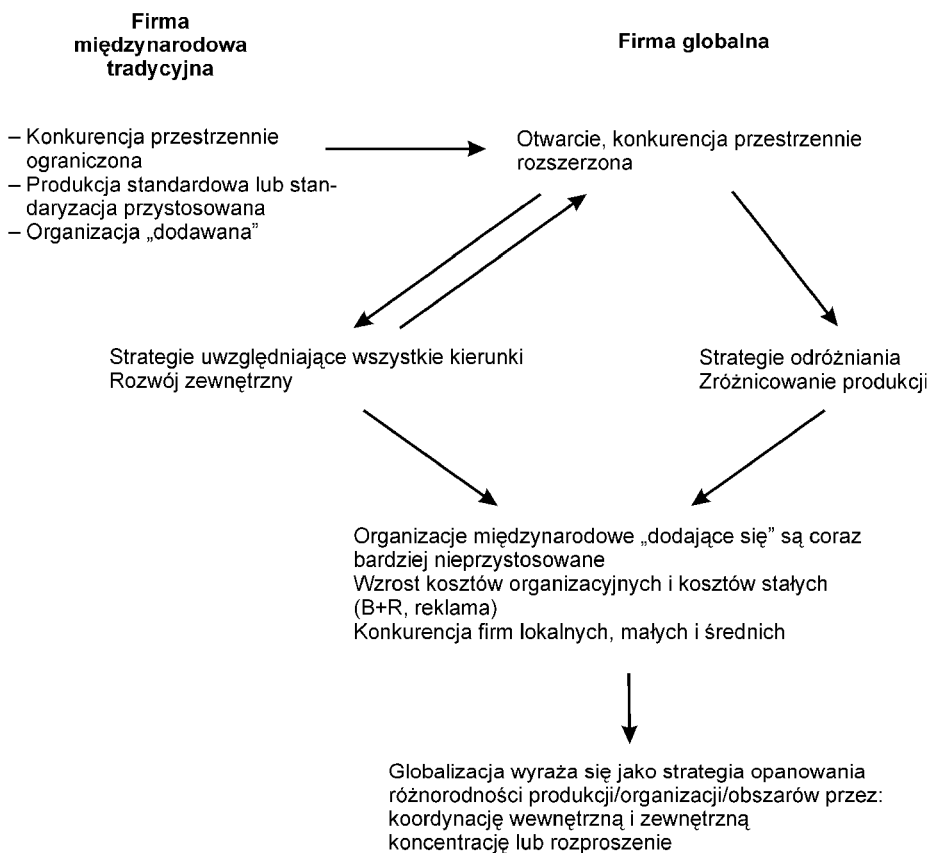 Firma
międzynarodowa
tradycyjna
Firma globalna
– Konkurencja przestrzennie
ograniczona
– Produkcja standardowa lub stan-
daryzacja przystosowana
– Organizacja „dodawana”
Otwarcie, konkurencja przestrzennie
rozszerzona
Strategie uwzględniające wszystkie kierunki
Rozwój zewnętrzny
Strategie odróżniania
Zróżnicowanie produkcji
Organizacje międzynarodowe „dodające się” są coraz
bardziej nieprzystosowane
Wzrost kosztów organizacyjnych i kosztów stałych
(B+R, reklama)
Konkurencja firm lokalnych, małych i średnich
Globalizacja wyraża się jako strategia opanowania
różnorodności produkcji/organizacji/obszarów przez:
koordynację wewnętrzną i zewnętrzną
koncentrację lub rozproszenie